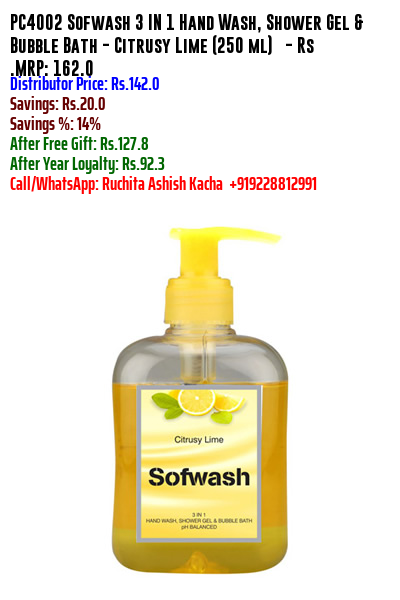 PC4002 Sofwash 3 IN 1 Hand Wash, Shower Gel &
Bubble Bath - Citrusy Lime (250 ml) - Rs
.MRP: 162.0
Distributor Price: Rs.142.0
Savings: Rs.20.0
Savings %: 14%
After Free Gift: Rs.127.8
After Year Loyalty: Rs.92.3
Call/WhatsApp: Ruchita Ashish Kacha +919228812991
Citrusy Lime
Sofwash
3 IN 1
HAND WASH, SHOWER GEL & BUBBLE BATH
pH BALANCED